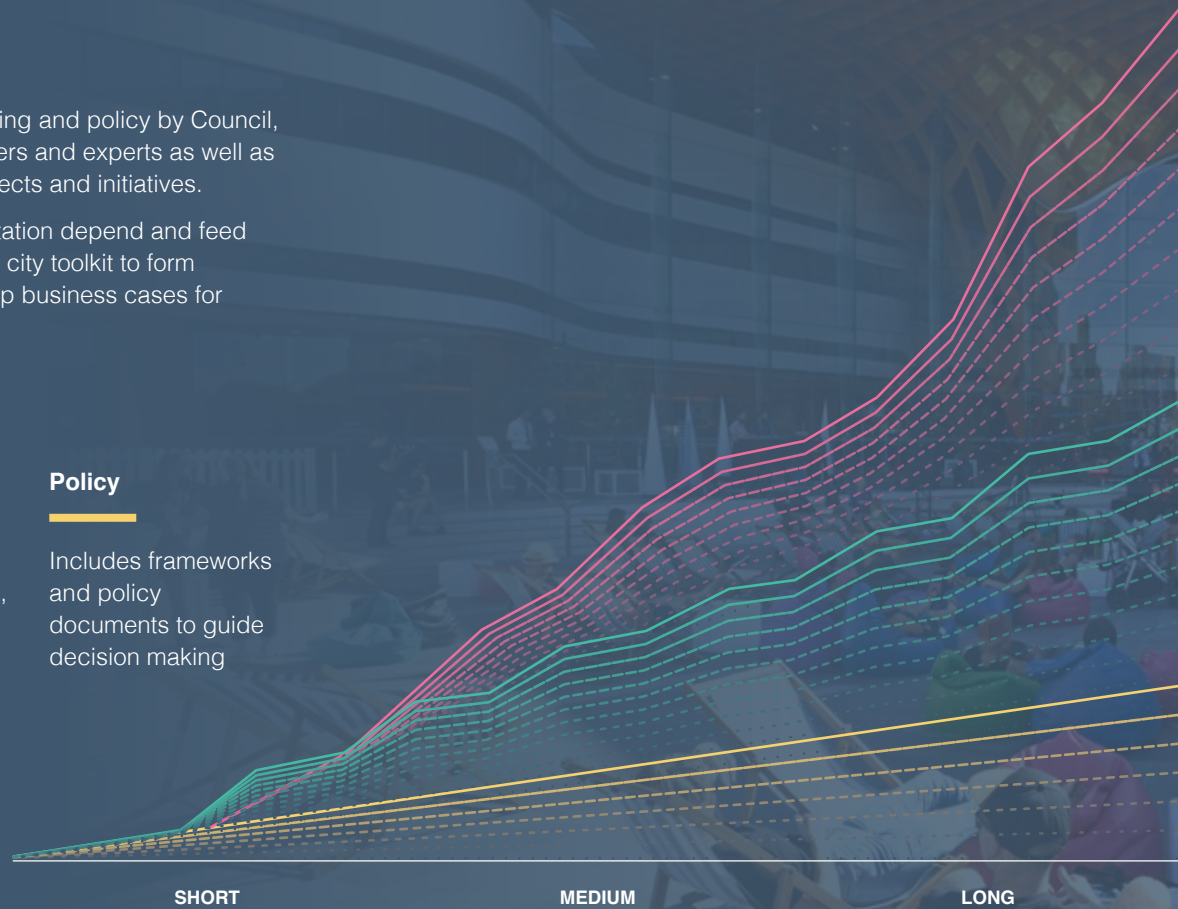 ing and policy by Council,
ers and experts as well as
ects and initiatives.
ation depend and feed
city toolkit to form
p business cases for
Policy
Includes frameworks
and policy
documents to guide
decision making
,
SHORT
MEDIUM
LONG